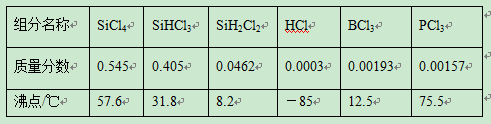 组分名称 SiCl₄ SiHCl₃ SiH₂Cl₂ HCl BCl₃ PCl₃
质量分数 0.545 0.405 0.0462 0.0003 0.00193 0.00157
沸点/℃ 57.6 31.8 8.2 －85 12.5 75.5